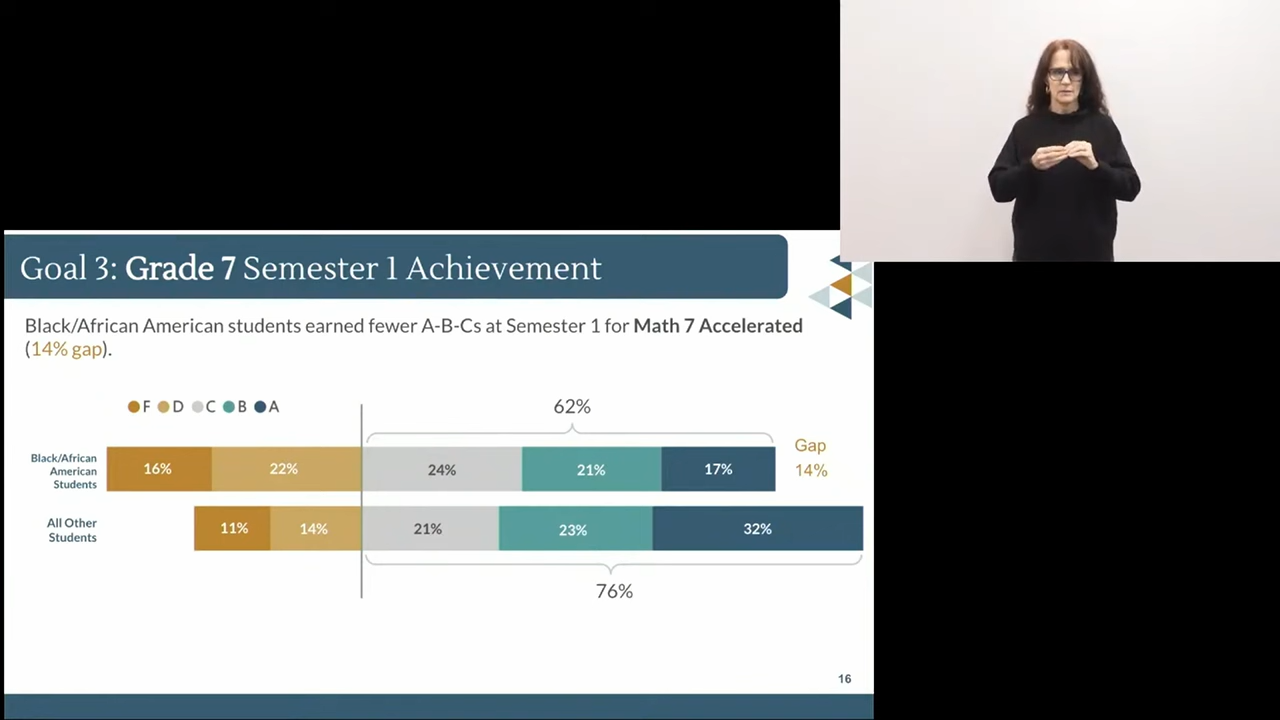 Goal 3: Grade 7 Semester 1 Achievement
Black/African American students earned fewer A-B-Cs at Semester 1 for Math 7 Accelerated
(14% gap).
F D C B A
62%
Gap
14%
Black/African
American
Students
16% 22% 24% 21% 17%
All Other
Students
11% 14% 21% 23% 32%
76%
16